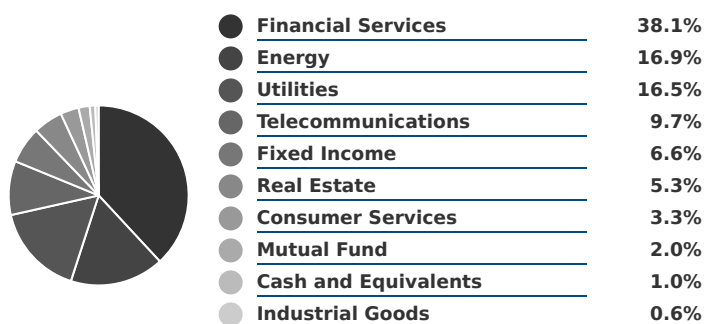 Financial Services 38.1%
Energy 16.9%
Utilities 16.5%
Telecommunications 9.7%
Fixed Income 6.6%
Real Estate 5.3%
Consumer Services 3.3%
Mutual Fund 2.0%
Cash and Equivalents 1.0%
Industrial Goods 0.6%